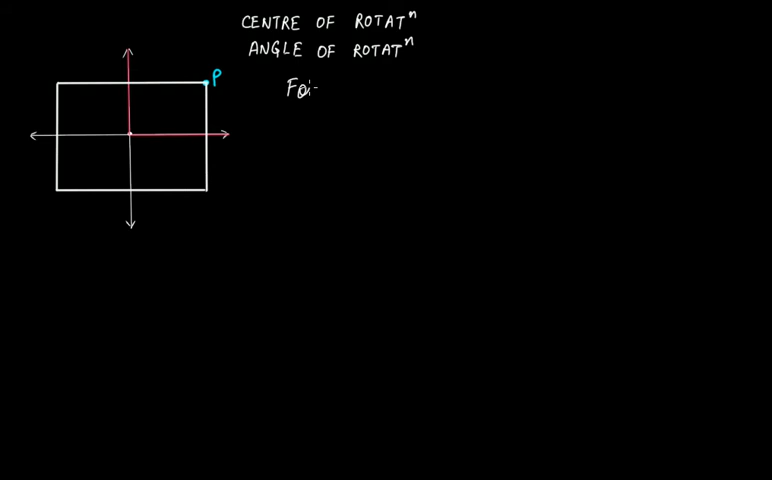 CENTRE OF ROTATⁿ
ANGLE OF ROTATⁿ
P